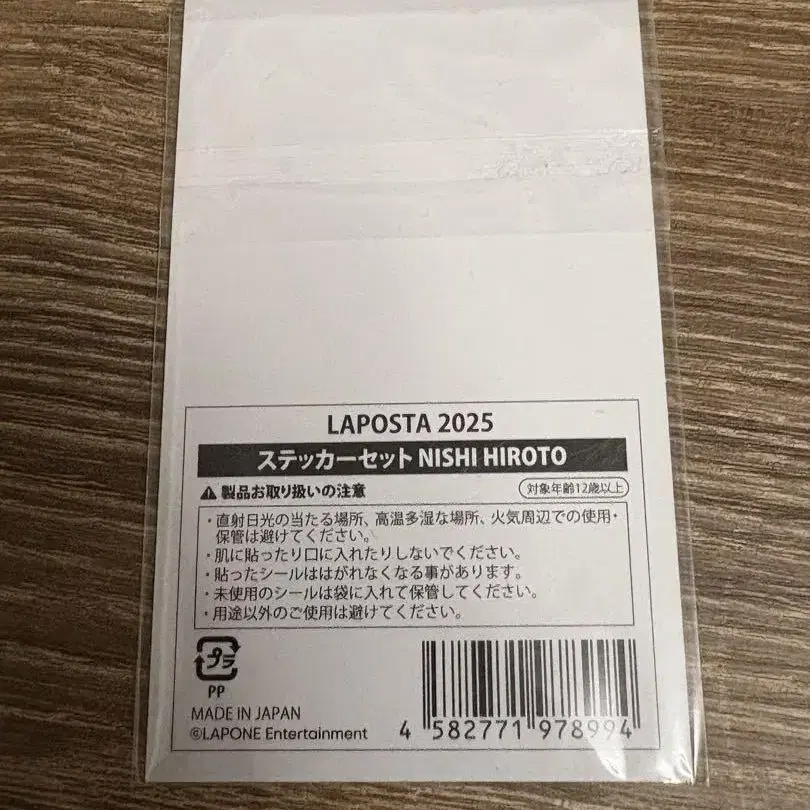 LAPOSTA 2025
ステッカーセット NISHI HIROTO
製品お取り扱いの注意
対象年齢12歳以上
・直射日光の当たる場所、高温多湿な場所、火気周辺での使用・
保管は避けてください。
・肌に貼ったり口に入れたりしないでください。
・貼ったシールははがれなくなる事があります。
・未使用のシールは袋に入れて保管してください。
・用途以外のご使用は避けてください。
プラ
PP
MADE IN JAPAN
©LAPONE Entertainment
4 582771 978994